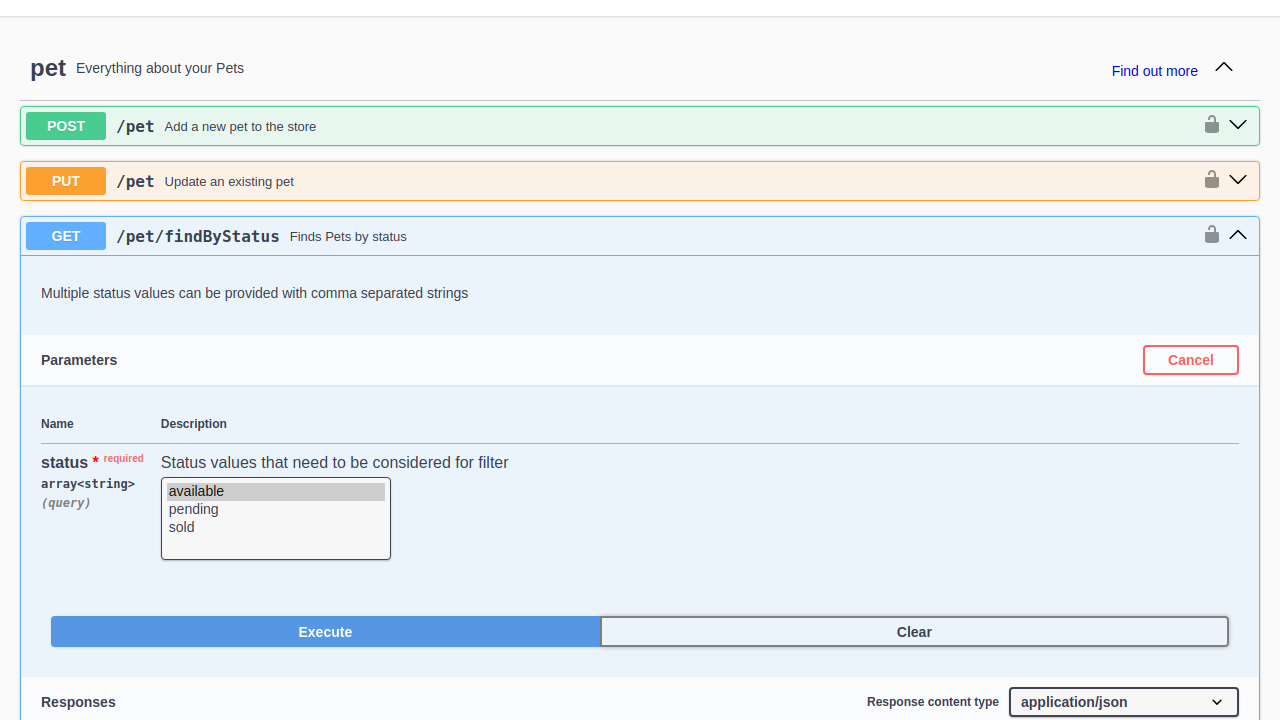 pet Everything about your Pets Find out more
POST /pet Add a new pet to the store
PUT /pet Update an existing pet
GET /pet/findByStatus Finds Pets by status
Multiple status values can be provided with comma separated strings
Parameters Cancel
Name Description
status * required Status values that need to be considered for filter
array<string>
(query)
available
pending
sold
Execute Clear
Responses Response content type application/json